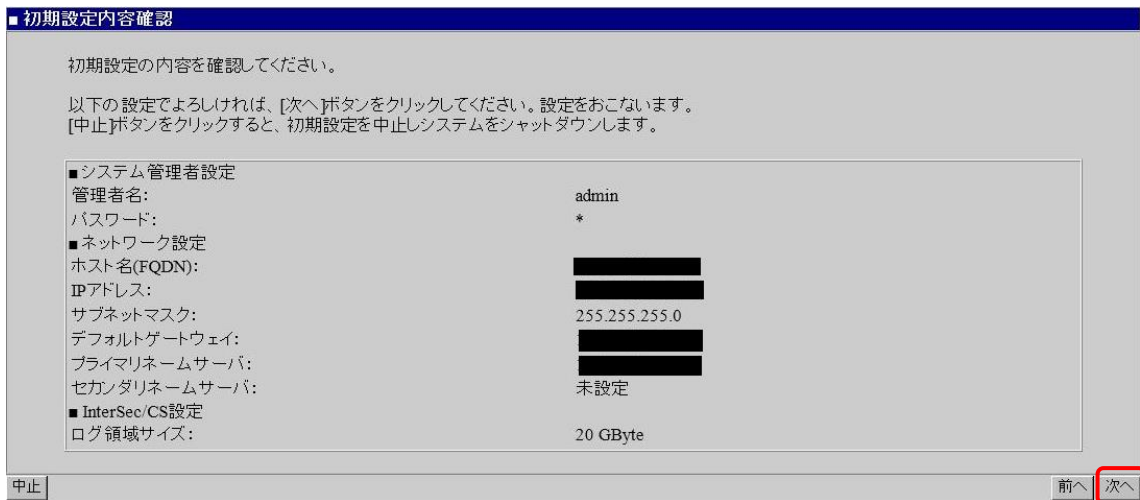 ■ 初期設定内容確認
初期設定の内容を確認してください。
以下の設定でよろしければ、[次へ]ボタンをクリックしてください。設定をおこないます。
[中止]ボタンをクリックすると、初期設定を中止しシステムをシャットダウンします。
■システム管理者設定
管理者名: admin
パスワード: *
■ネットワーク設定
ホスト名(FQDN):
IPアドレス:
サブネットマスク: 255.255.255.0
デフォルトゲートウェイ:
プライマリネームサーバ:
セカンダリネームサーバ: 未設定
■ InterSec/CS設定
ログ領域サイズ: 20 GByte
中止 前へ 次へ